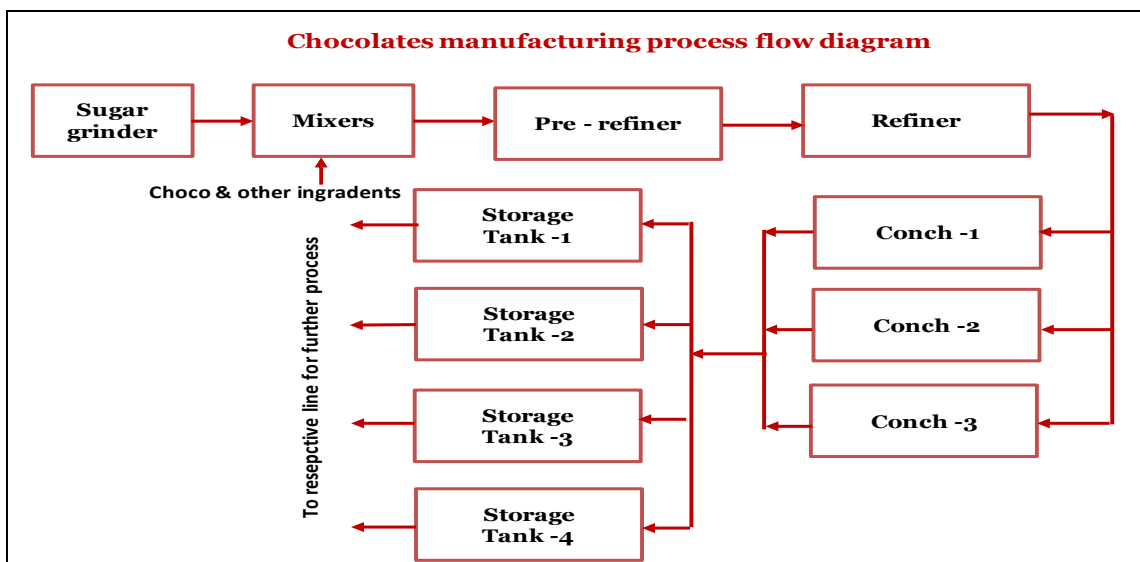 Chocolates manufacturing process flow diagram
Sugar
grinder
Mixers
Pre - refiner
Refiner
Choco & other ingradents
Storage
Tank -1
Conch -1
To resepctive line for further process
Storage
Tank -2
Conch -2
Storage
Tank -3
Conch -3
Storage
Tank -4